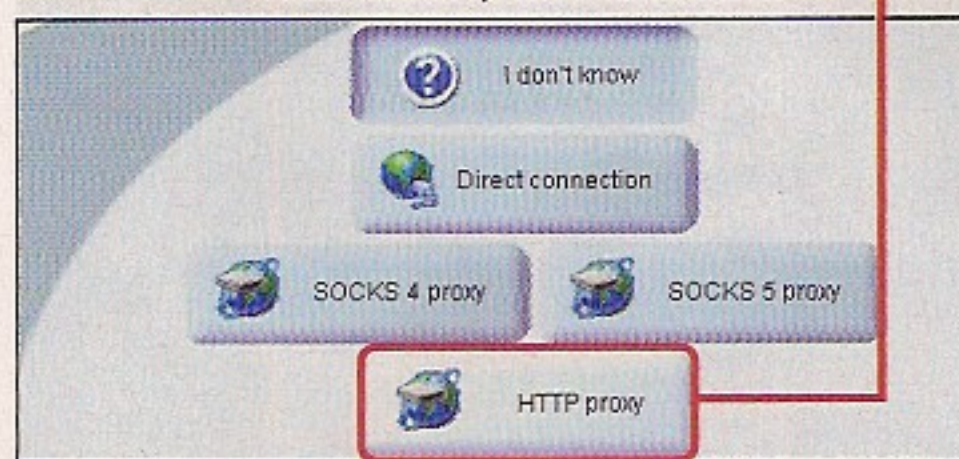 I don't know
Direct connection
SOCKS 4 proxy
SOCKS 5 proxy
HTTP proxy